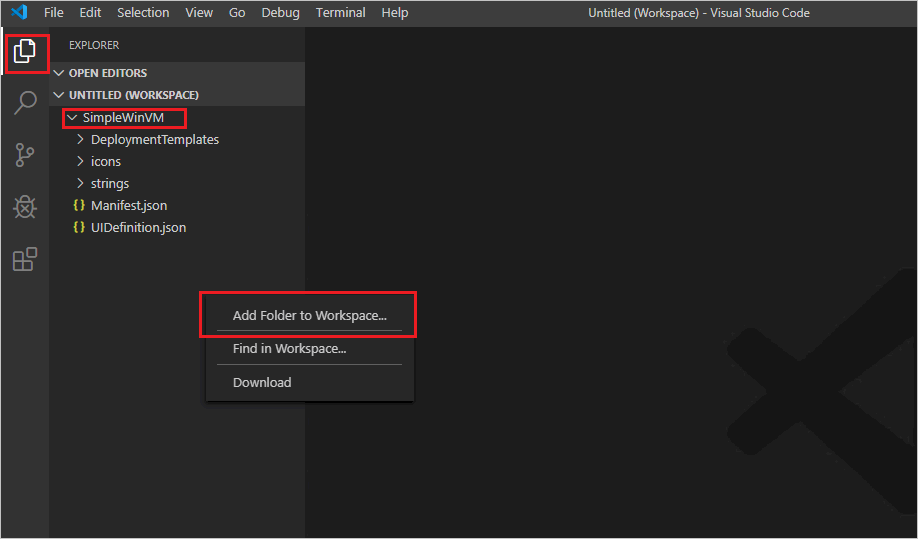 File Edit Selection View Go Debug Terminal Help Untitled (Workspace) - Visual Studio Code
EXPLORER
OPEN EDITORS
UNTITLED (WORKSPACE)
SimpleWinVM
DeploymentTemplates
icons
strings
{} Manifest.json
{} UIDefinition.json
Add Folder to Workspace...
Find in Workspace...
Download